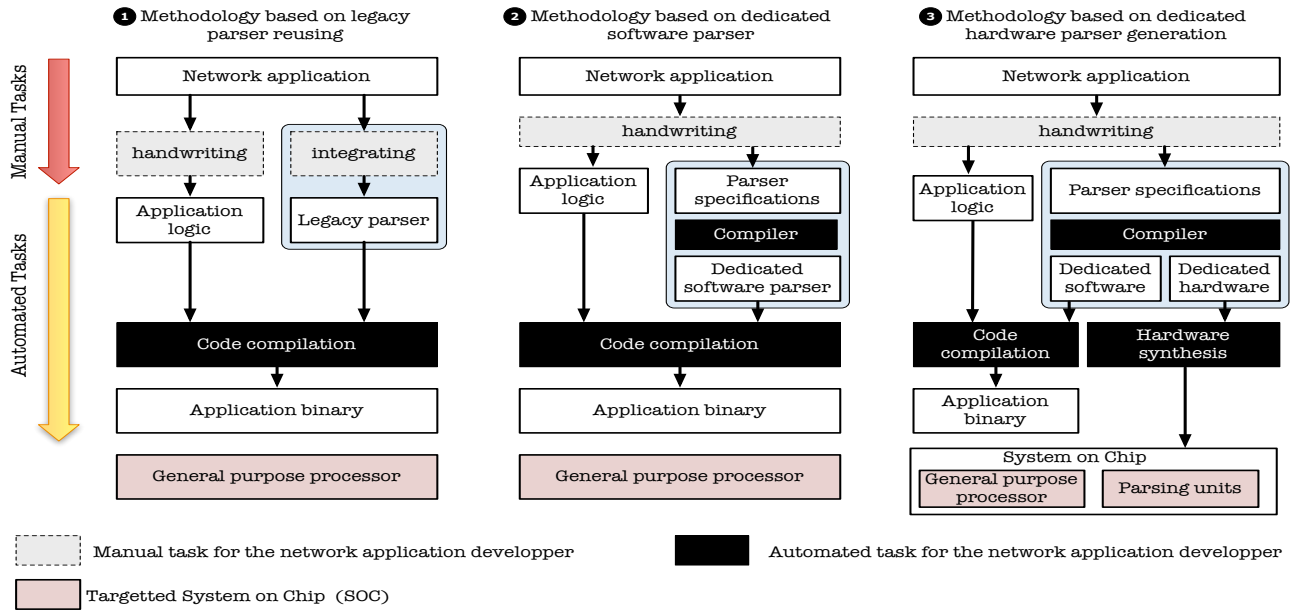 1 Methodology based on legacy
parser reusing
Network application
handwriting
integrating
Application
logic
Legacy parser
Code compilation
Application binary
General purpose processor
2 Methodology based on dedicated
software parser
Network application
handwriting
Application
logic
Parser
specifications
Compiler
Dedicated
software parser
Code compilation
Application binary
General purpose processor
3 Methodology based on dedicated
hardware parser generation
Network application
handwriting
Application
logic
Parser specifications
Compiler
Dedicated
software
Dedicated
hardware
Code
compilation
Hardware
synthesis
Application
binary
System on Chip
General purpose
processor
Parsing units
Manual Tasks
Automated Tasks
Manual task for the network application developper
Automated task for the network application developper
Targetted System on Chip (SOC)